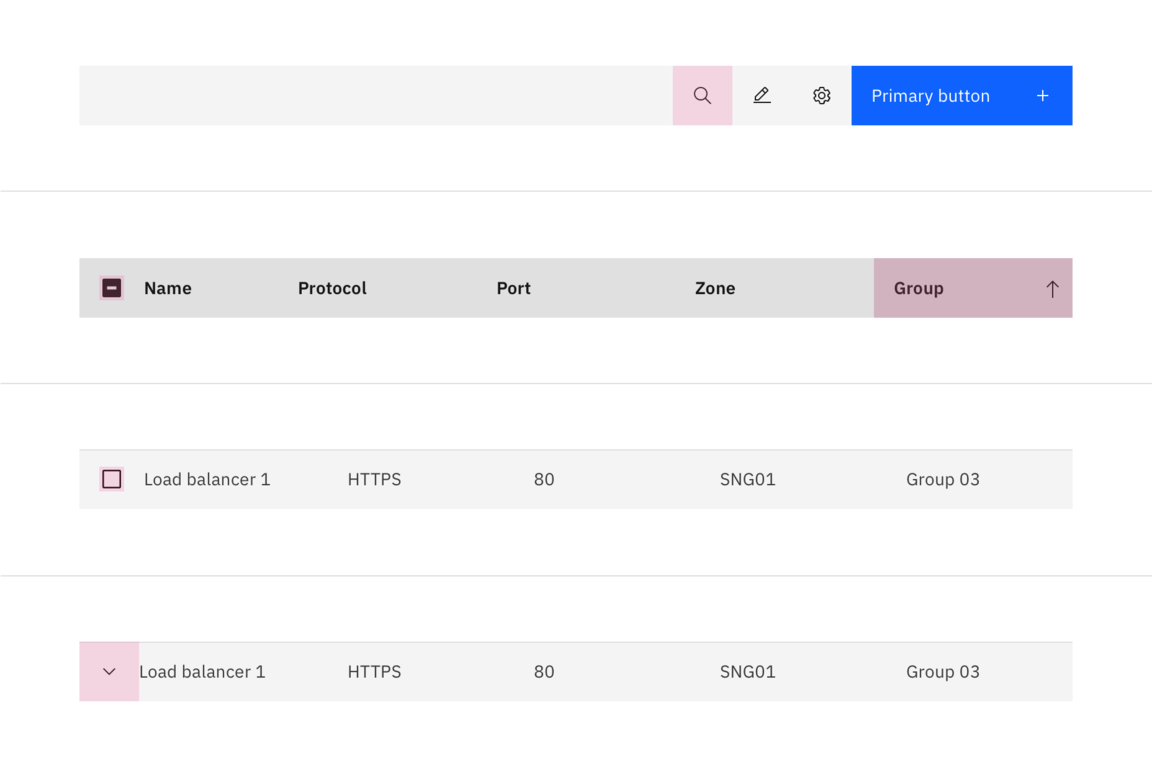 Primary button +
Name Protocol Port Zone Group
Load balancer 1 HTTPS 80 SNG01 Group 03
Load balancer 1 HTTPS 80 SNG01 Group 03